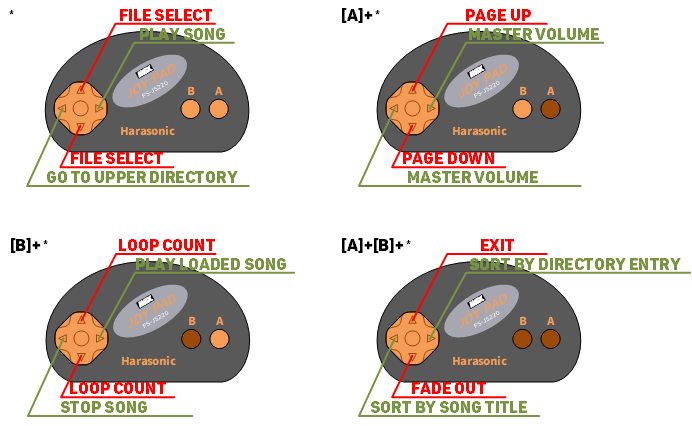 *
FILE SELECT
PLAY SONG
JOY PAD
FS-JS220
B A
Harasonic
FILE SELECT
GO TO UPPER DIRECTORY
[A]+*
PAGE UP
MASTER VOLUME
JOY PAD
FS-JS220
B A
Harasonic
PAGE DOWN
MASTER VOLUME
[B]+*
LOOP COUNT
PLAY LOADED SONG
JOY PAD
FS-JS220
B A
Harasonic
LOOP COUNT
STOP SONG
[A]+[B]+*
EXIT
SORT BY DIRECTORY ENTRY
JOY PAD
FS-JS220
B A
Harasonic
FADE OUT
SORT BY SONG TITLE